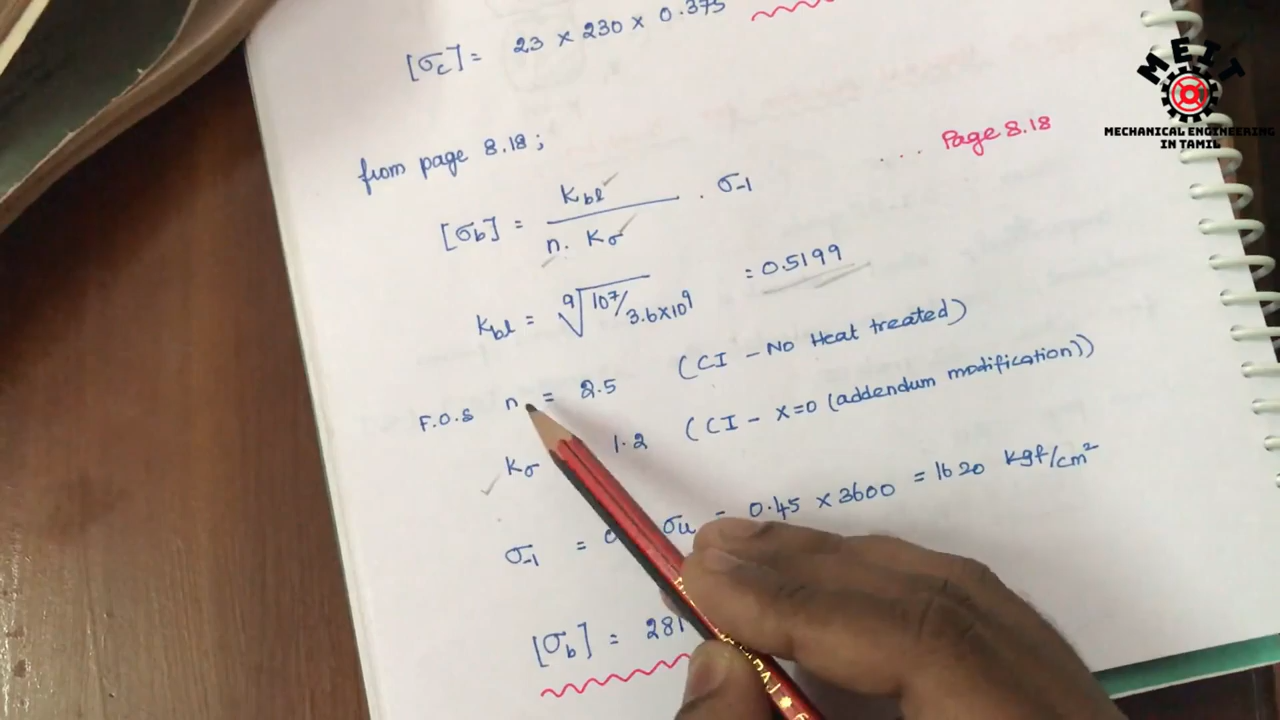 [σc] = 23 × 230 × 0.375
from page 8.18 ;
.... Page 8.18
[σb] = Kbl / n. Kσ . σ-1
Kbl = ⁹√10⁷/3.6×10⁹ = 0.5199
F.O.S n = 2.5 (CI - No Heat treated)
Kσ 1.2 (CI - X=0 (addendum modification))
σ-1 = σu = 0.45 × 3600 = 1620 kgf/cm²
[σb] = 281
MEIT
MECHANICAL ENGINEERING
IN TAMIL